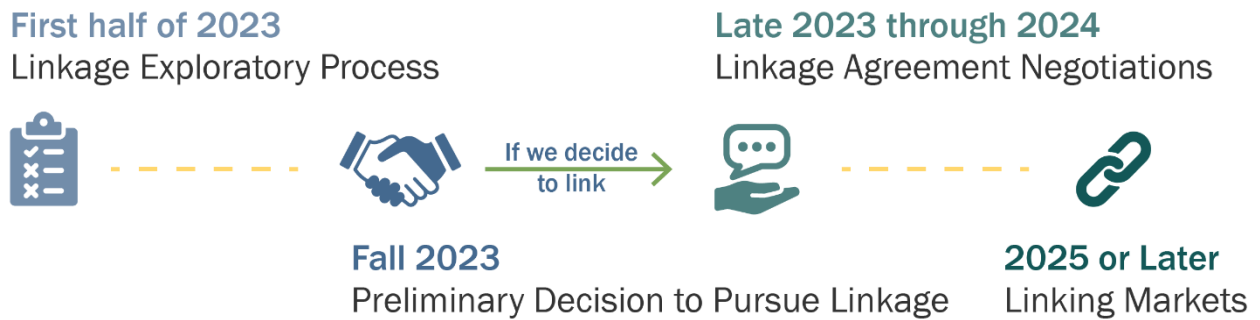 First half of 2023
Linkage Exploratory Process
Late 2023 through 2024
Linkage Agreement Negotiations
If we decide
to link
Fall 2023
Preliminary Decision to Pursue Linkage
2025 or Later
Linking Markets